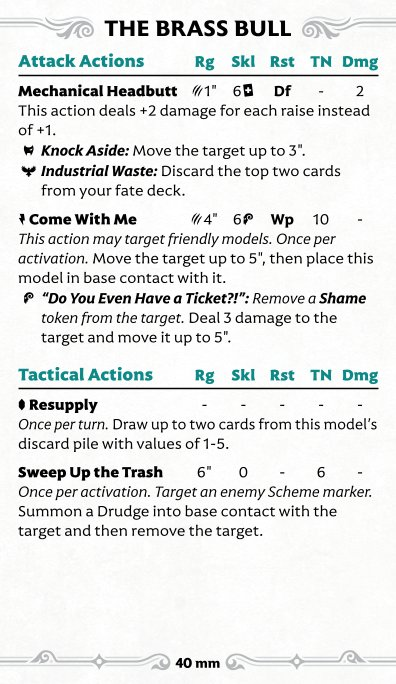 THE BRASS BULL
Attack Actions Rg Skl Rst TN Dmg
Mechanical Headbutt 1" 6 Df - 2
This action deals +2 damage for each raise instead
of +1.
Knock Aside: Move the target up to 3".
Industrial Waste: Discard the top two cards
from your fate deck.
Come With Me 4" 6 Wp 10 -
This action may target friendly models. Once per
activation. Move the target up to 5", then place this
model in base contact with it.
"Do You Even Have a Ticket?!": Remove a Shame
token from the target. Deal 3 damage to the
target and move it up to 5".
Tactical Actions Rg Skl Rst TN Dmg
Resupply - - - - -
Once per turn. Draw up to two cards from this model's
discard pile with values of 1-5.
Sweep Up the Trash 6" 0 - 6 -
Once per activation. Target an enemy Scheme marker.
Summon a Drudge into base contact with the
target and then remove the target.
40 mm